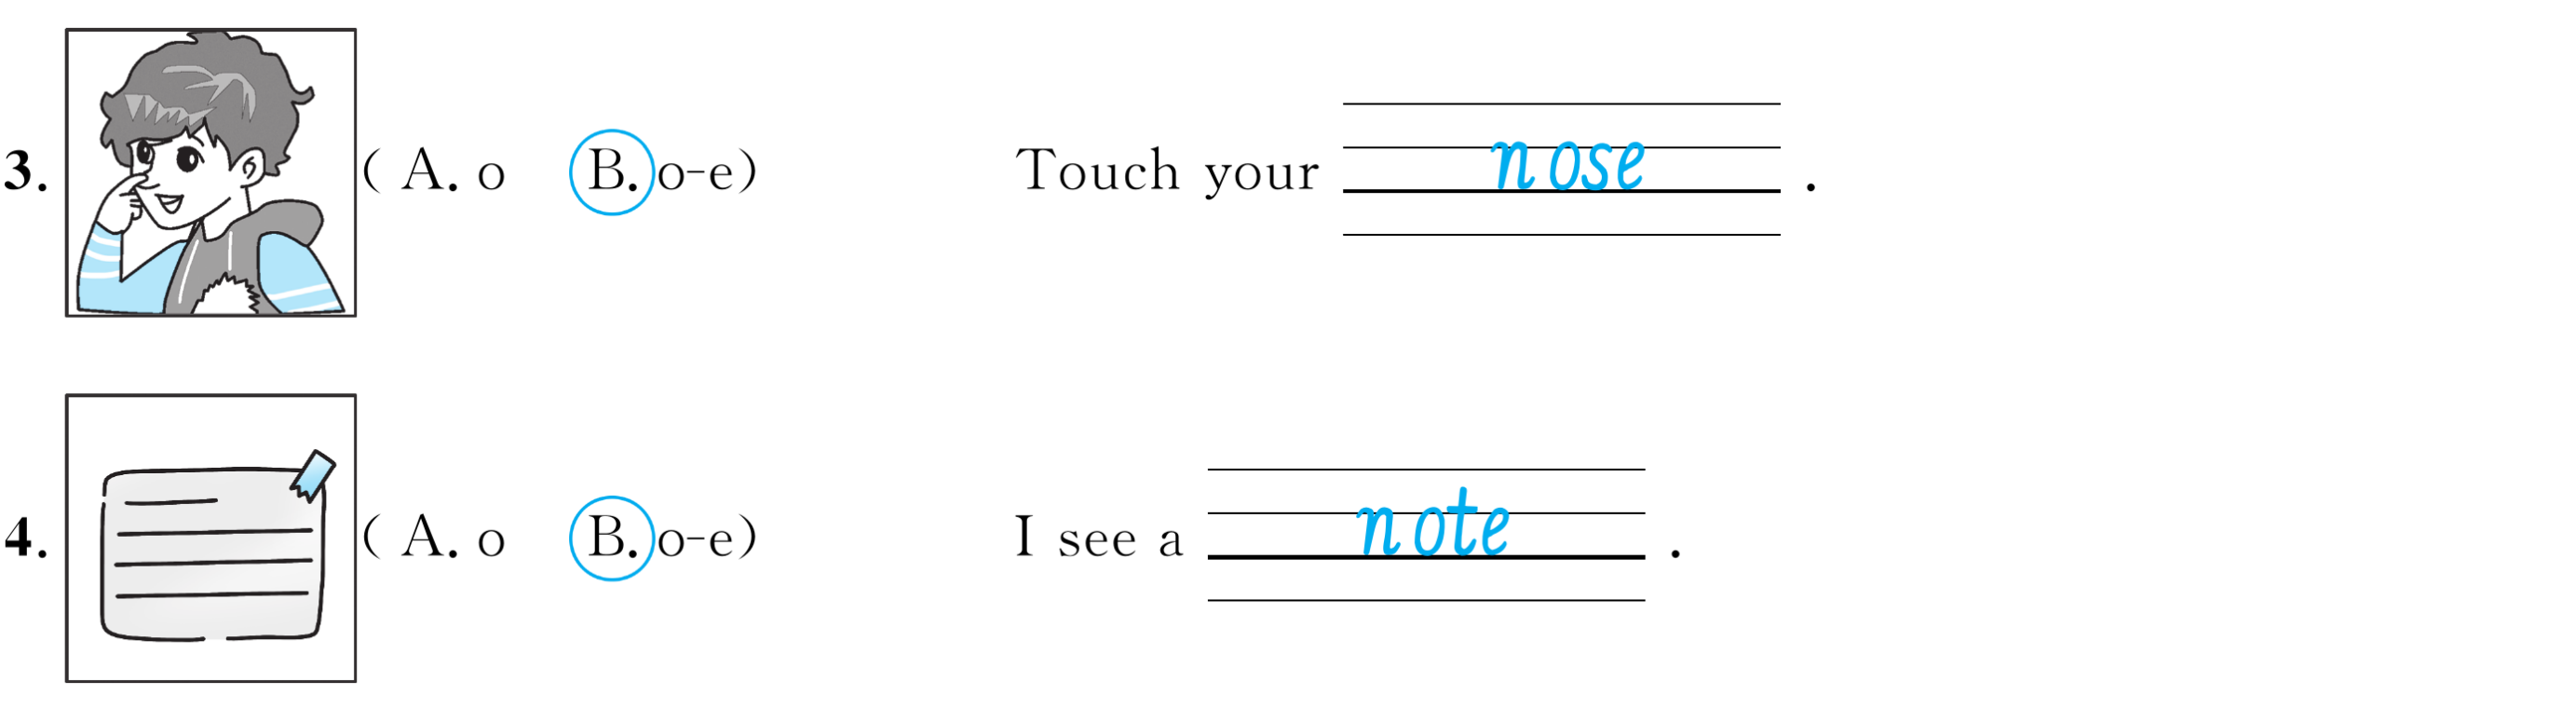 3. ( A. o B. o-e) Touch your nose .
4. ( A. o B. o-e) I see a note .